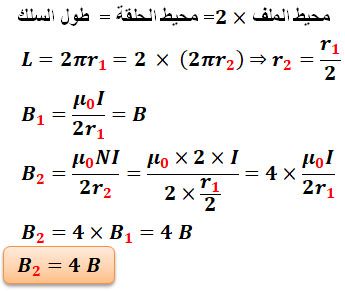 محيط الملف × 2= محيط الحلقة = طول السلك
L = 2πr₁ = 2 × (2πr₂) ⇒ r₂ = r₁/2
B₁ = μ₀I/2r₁ = B
B₂ = μ₀NI/2r₂ = μ₀ × 2 × I/(2 × r₁/2) = 4 × μ₀I/2r₁
B₂ = 4 × B₁ = 4 B
B₂ = 4 B